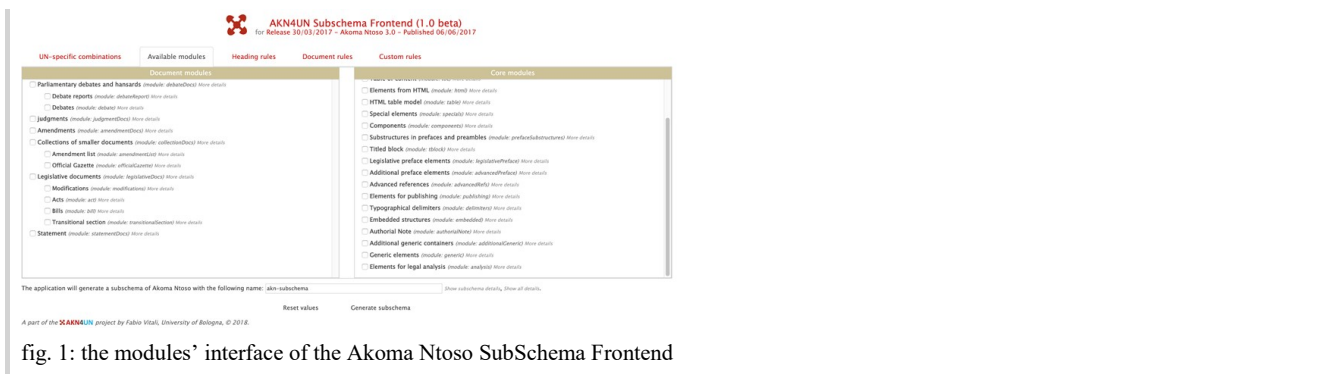 AKN4UN Subschema Frontend (1.0 beta)
for Release 30/03/2017 - Akoma Ntoso 3.0 - Published 06/06/2017
UN-specific combinations Available modules Heading rules Document rules Custom rules
Document modules
Parliamentary debates and hansards (module: debateDocs) More details
Debate reports (module: debateReport) More details
Debates (module: debate) More details
Judgments (module: judgmentDocs) More details
Amendments (module: amendmentDocs) More details
Collections of smaller documents (module: collectionDocs) More details
Amendment list (module: amendmentList) More details
Official Gazette (module: officialGazette) More details
Legislative documents (module: legislativeDocs) More details
Modifications (module: modifications) More details
Acts (module: act) More details
Bills (module: bill) More details
Transitional section (module: transitionalSection) More details
Statement (module: statementDocs) More details
Core modules
Elements from HTML (module: html) More details
HTML table model (module: table) More details
Special elements (module: specials) More details
Components (module: components) More details
Substructures in prefaces and preambles (module: prefaceSubstructures) More details
Titled block (module: tblock) More details
Legislative preface elements (module: legislativePreface) More details
Additional preface elements (module: advancedPreface) More details
Advanced references (module: advancedRefs) More details
Elements for publishing (module: publishing) More details
Typographical delimiters (module: delimiters) More details
Embedded structures (module: embedded) More details
Authorial Note (module: authorialNote) More details
Additional generic containers (module: additionalGeneric) More details
Generic elements (module: generic) More details
Elements for legal analysis (module: analysis) More details
The application will generate a subschema of Akoma Ntoso with the following name: akn-subschema Show subschema details, Show all details.
Reset values Generate subschema
A part of the AKN4UN project by Fabio Vitali, University of Bologna, © 2018.
fig. 1: the modules’ interface of the Akoma Ntoso SubSchema Frontend